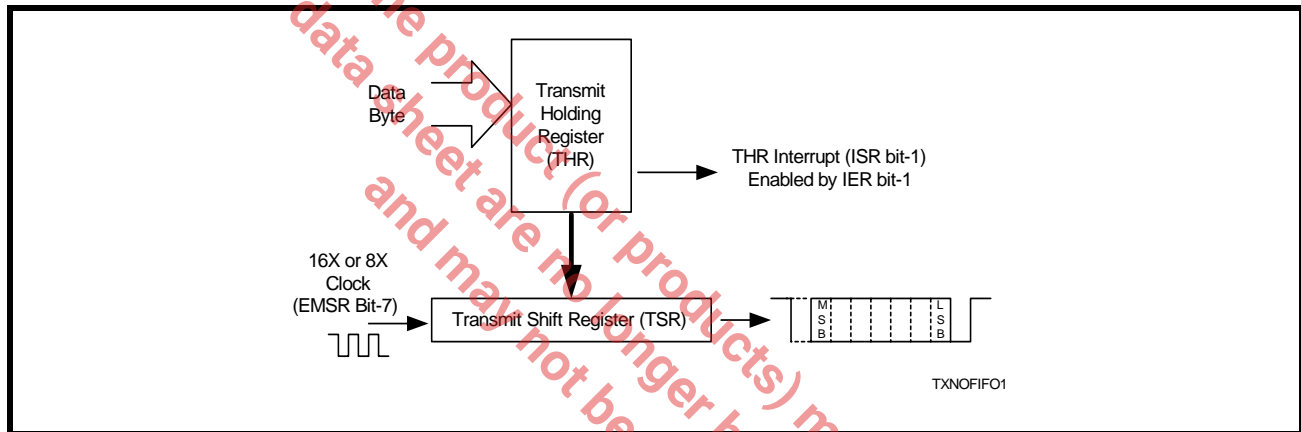 Data
Byte
Transmit
Holding
Register
(THR)
THR Interrupt (ISR bit-1)
Enabled by IER bit-1
16X or 8X
Clock
(EMSR Bit-7)
Transmit Shift Register (TSR)
M
S
B
L
S
B
TXNOFIFO1
he product (or products) m
data sheet are no longer b
and may not be